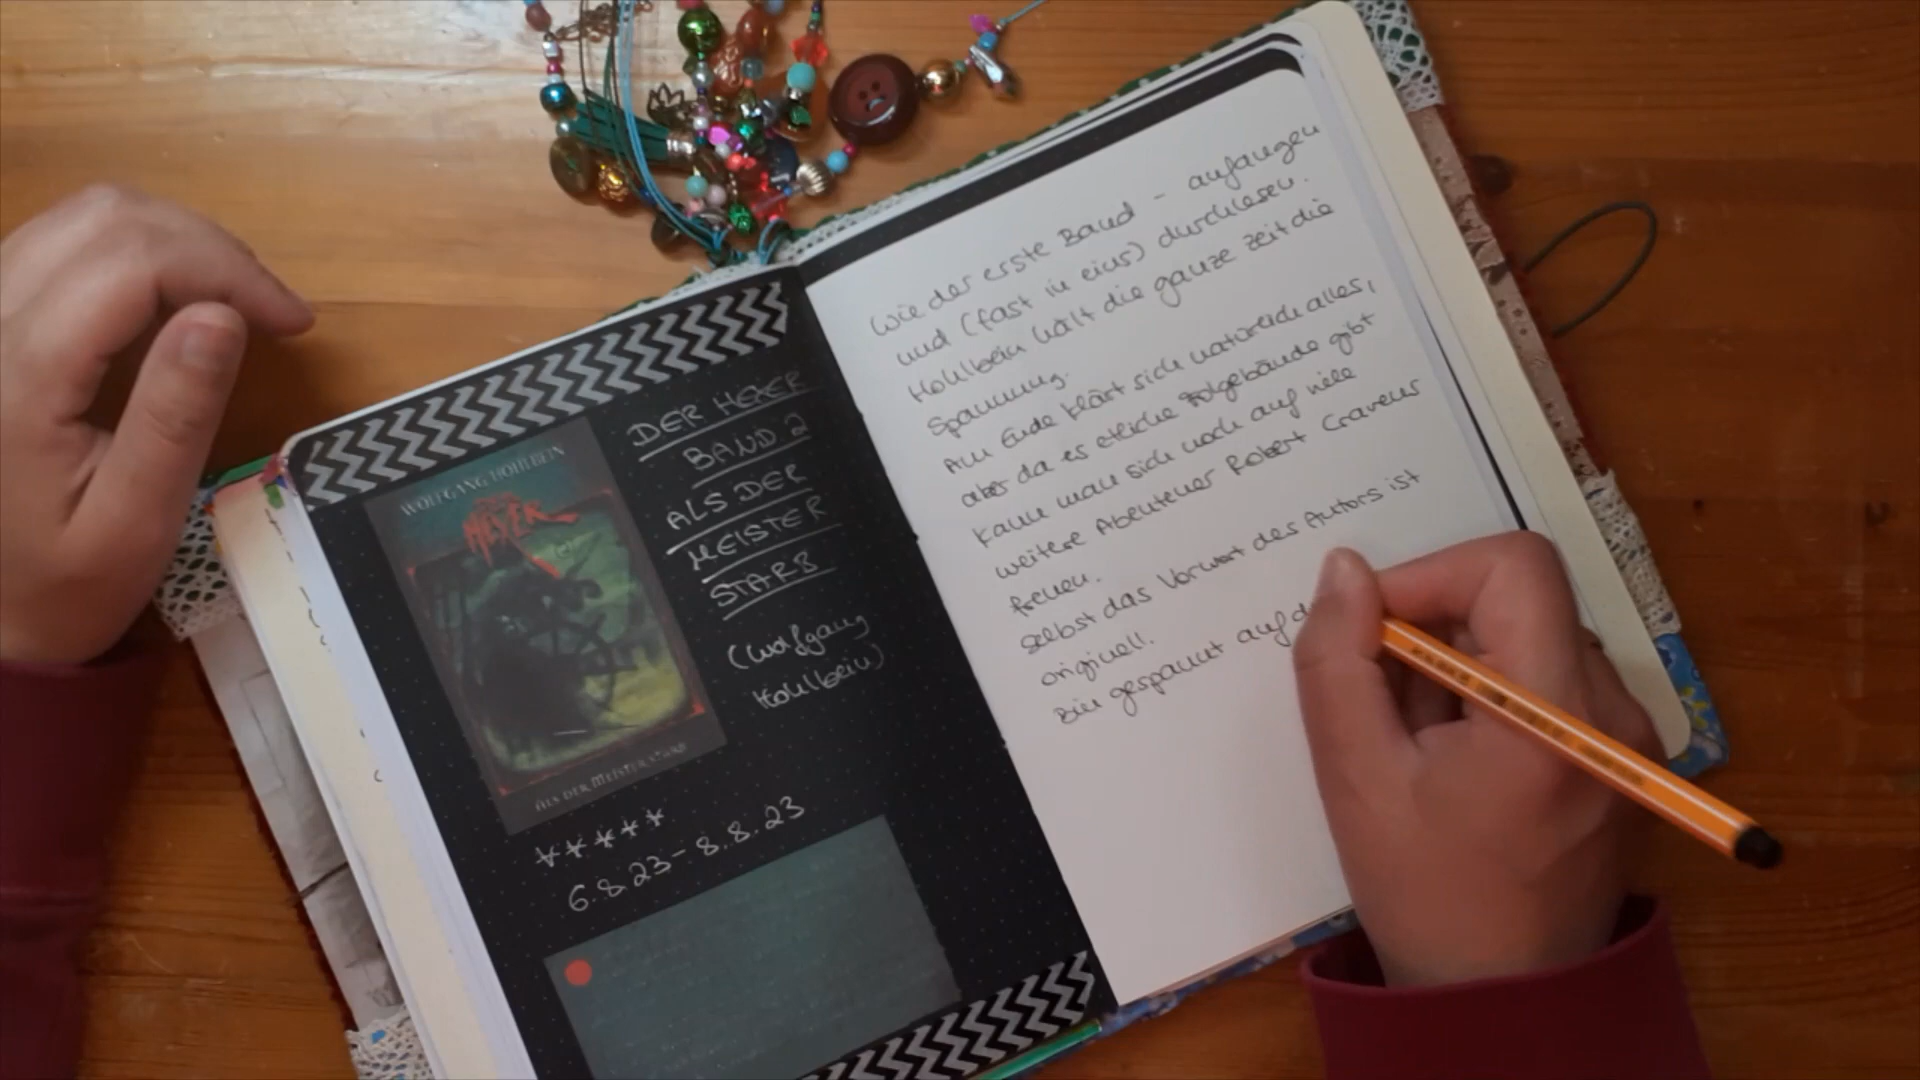 WOLFGANG HOHLBEIN
DER
HEXER
ALS DER MEISTER STARB
DER HEXER
BAND 2
ALS DER
MEISTER
STARB
(Wolfgang
Hohlbein)
*****
6.8.23-8.8.23
Wie der erste Band - anfangen
und (fast in eins) durchlesen.
Hohlbein hält die ganze Zeit die
Spannung.
Am Ende klärt sich natürlich alles,
aber da es etliche Folgebände gibt
kann man sich noch auf viele
weitere Abenteuer Robert Cravens
freuen.
Selbst das Vorwort des Autors ist
originell.
Bin gespannt auf d